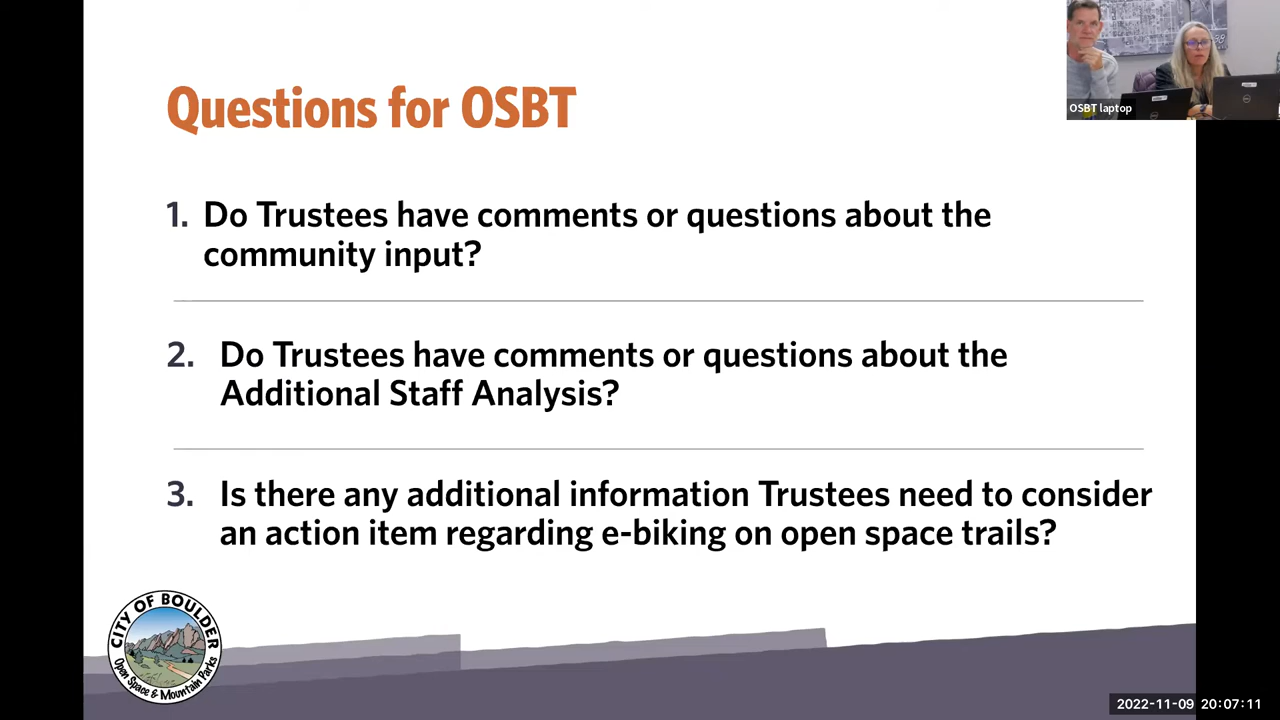 Questions for OSBT
1. Do Trustees have comments or questions about the
community input?
2. Do Trustees have comments or questions about the
Additional Staff Analysis?
3. Is there any additional information Trustees need to consider
an action item regarding e-biking on open space trails?
OSBT laptop
CITY OF BOULDER
Open Space & Mountain Parks
2022-11-09 20:07:11